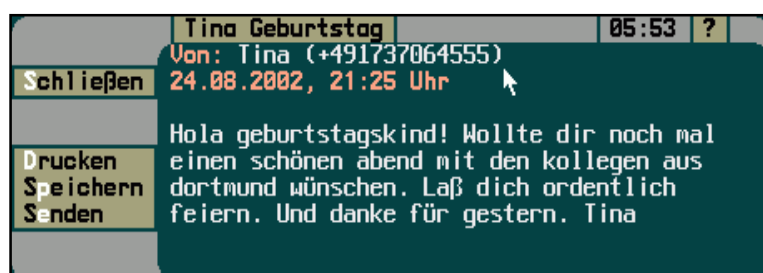 Tina Geburtstag 05:53 ?
Von: Tina (+491737064555)
Schließen 24.08.2002, 21:25 Uhr
Hola geburtstagskind! Wollte dir noch mal
Drucken einen schönen abend mit den kollegen aus
Speichern dortmund wünschen. Laß dich ordentlich
Senden feiern. Und danke für gestern. Tina